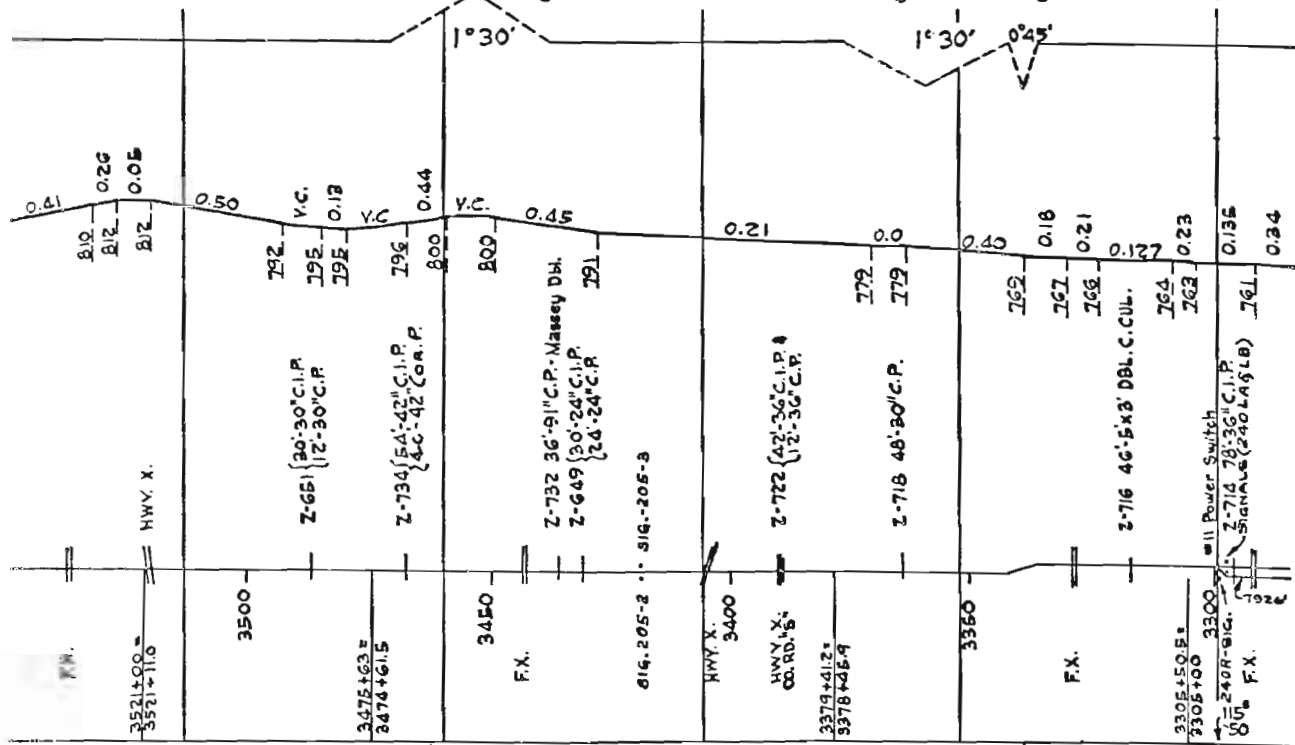 1°30'
1°30'
0°45'
0.41
0.26
0.05
0.50
V.C.
0.13
V.C
0.44
V.C.
0.45
0.21
0.0
0.40
0.18
0.21
0.127
0.23
0.136
0.34
810
812
812
792
795
795
796
800
800
791
779
779
765
767
766
764
763
761
HWY. X.
Z-651 {30'-30"C.I.P.
{12'-30"C.P.
Z-734 {54'-42"C.I.P.
{46'-42"COR.P.
Z-732 36'-91"C.P.-Massey Dbl.
Z-649 {30'-24"C.I.P.
{24'-24"C.P.
SIG.205-2 •• SIG.-205-3
Z-722 {42'-36"C.I.P.&
{12'-36"C.P.
Z-718 48'-30"C.P.
Z-716 46'-5'x3' DBL.C.CUL.
#11 Power Switch
Z-714 78'-36"C.I.P.
SIGNALS(240LA&LB)
3521+00=
3521+11.0
3500
3475+63=
3474+61.5
3450
F.X.
HWY. X.
3400
HWY X.
CO. RD. "S"
3379+41.2=
3378+45.9
3350
F.X.
3305+50.5=
3305+00
3300
240R-SIG.
F.X.
7926'